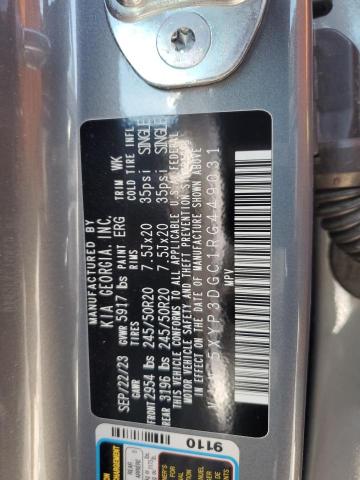 MANUFACTURED BY
KIA GEORGIA, INC.
SEP/22/23 GVWR 5917 lbs PAINT ERG TRIM WK
GAWR TIRES RIMS COLD TIRE INFL
FRONT 2954 lbs 245/50R20 7.5Jx20 35psi SINGLE
REAR 3196 lbs 245/50R20 7.5Jx20 35psi SINGLE
THIS VEHICLE CONFORMS TO ALL APPLICABLE U.S. FEDERAL
MOTOR VEHICLE SAFETY AND THEFT PREVENTION STANDARDS
IN EFFECT ON THE DATE OF MANUFACTURE SHOWN ABOVE
5XYP3DGC1RG449031
MPV
9110